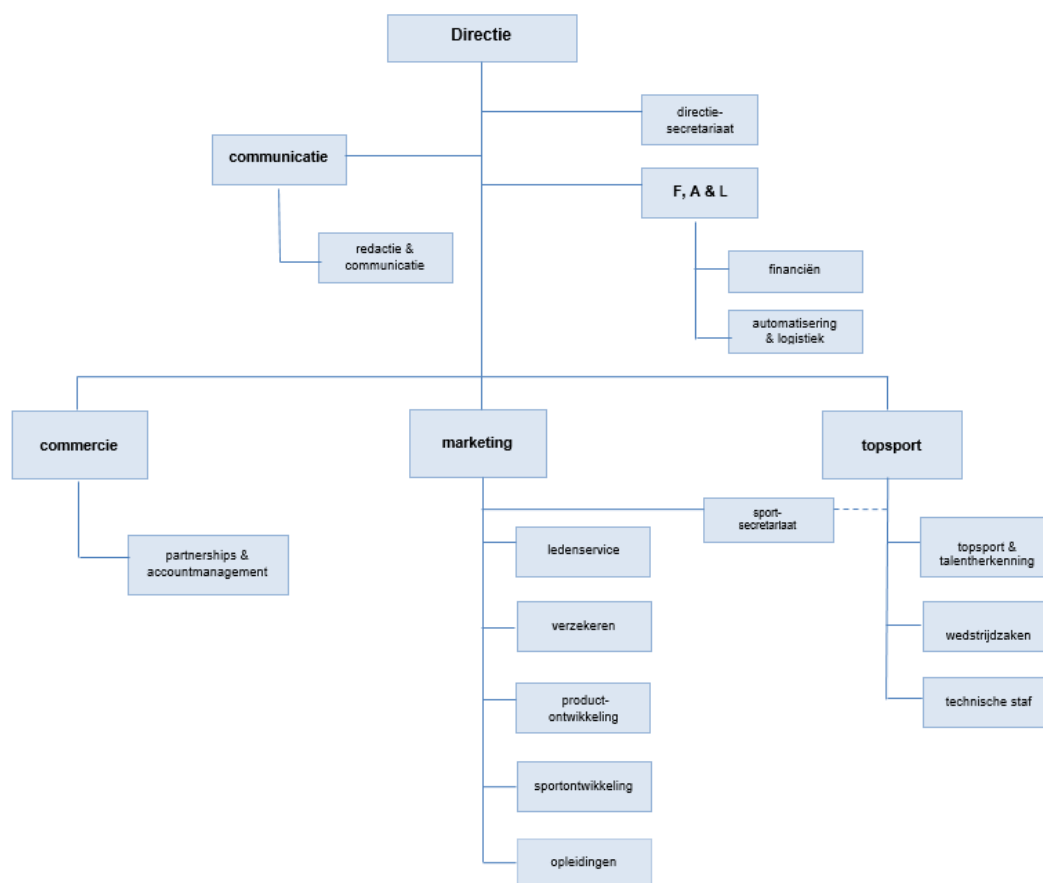 Directie
directie-
secretariaat
communicatie
F, A & L
redactie &
communicatie
financiën
automatisering
& logistiek
commercie
marketing
topsport
sport-
secretariaat
partnerships &
accountmanagement
ledenservice
topsport &
talentherkenning
verzekeren
wedstrijdzaken
product-
ontwikkeling
technische staf
sportontwikkeling
opleidingen